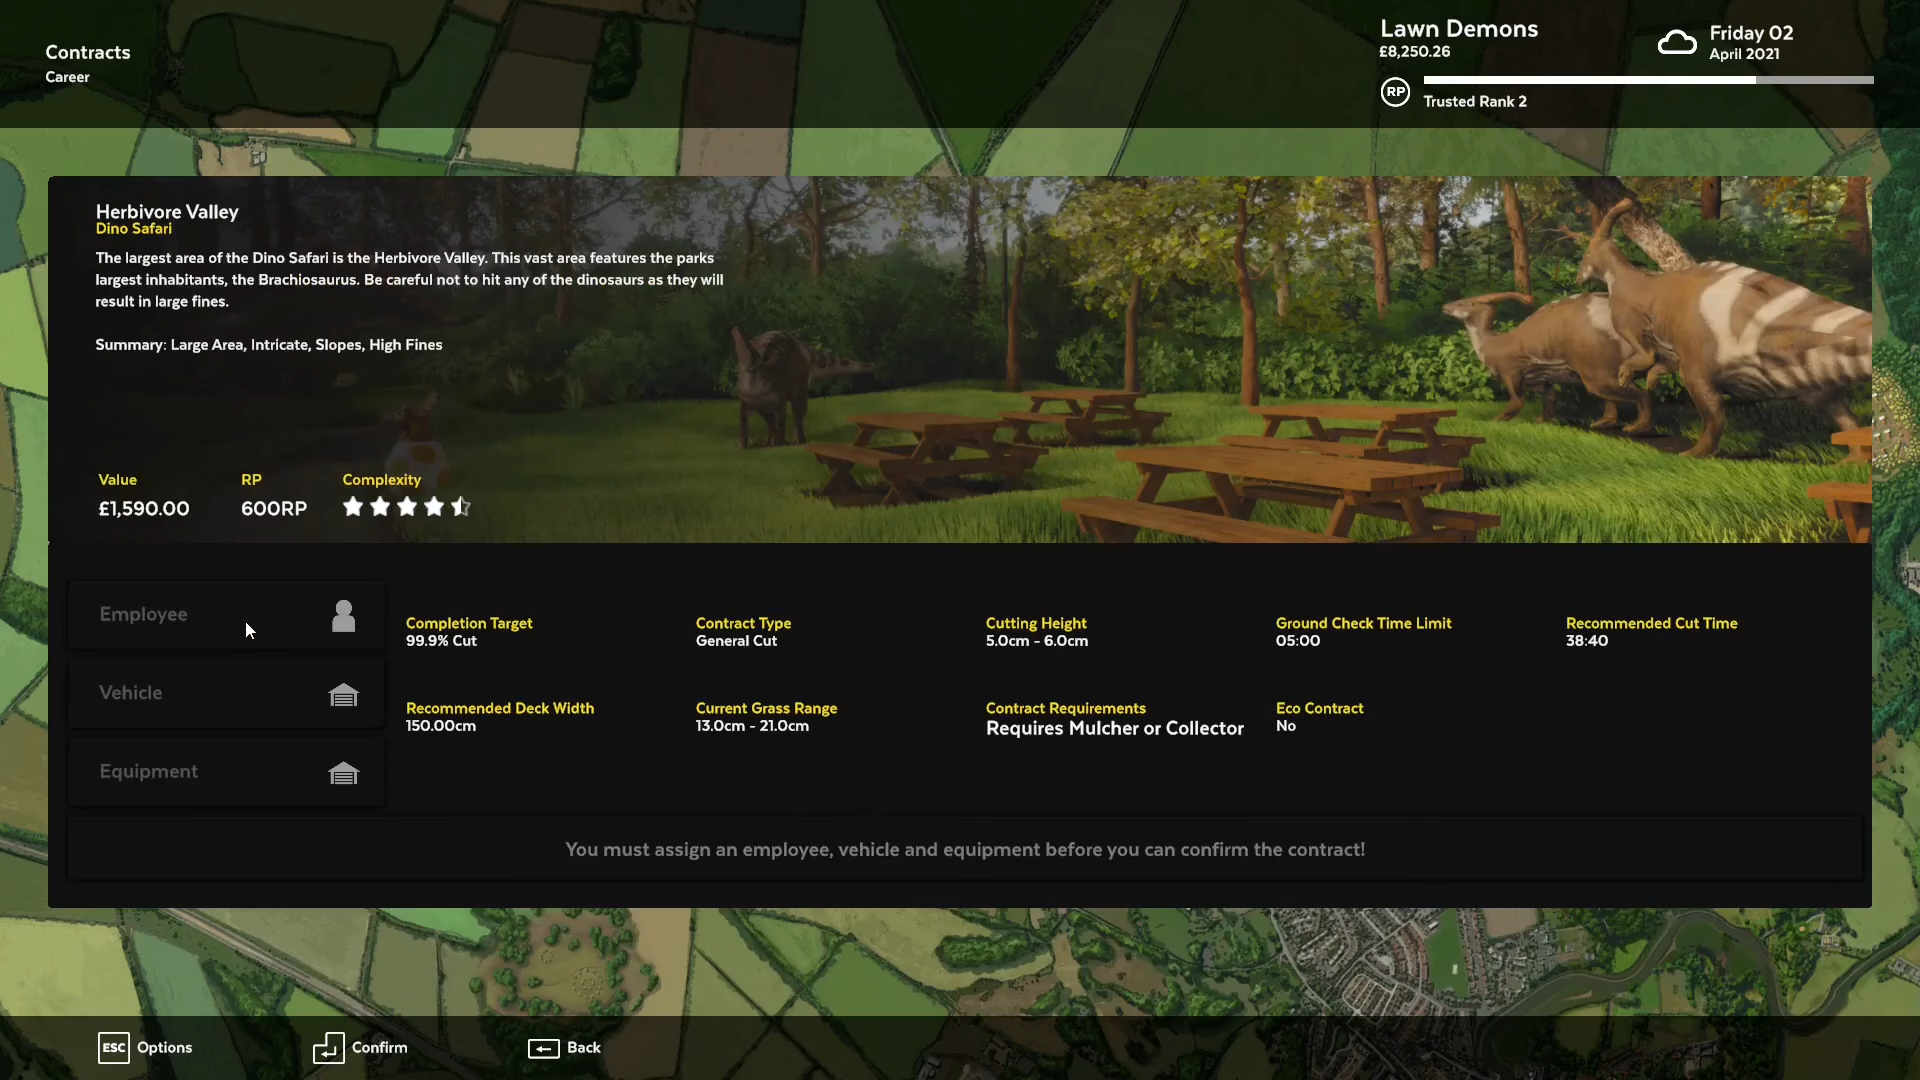 Contracts
Career
Lawn Demons
£8,250.26
RP
Trusted Rank 2
Friday 02
April 2021
Herbivore Valley
Dino Safari
The largest area of the Dino Safari is the Herbivore Valley. This vast area features the parks
largest inhabitants, the Brachiosaurus. Be careful not to hit any of the dinosaurs as they will
result in large fines.
Summary: Large Area, Intricate, Slopes, High Fines
Value
£1,590.00
RP
600RP
Complexity
Employee
Vehicle
Equipment
Completion Target
99.9% Cut
Contract Type
General Cut
Cutting Height
5.0cm - 6.0cm
Ground Check Time Limit
05:00
Recommended Cut Time
38:40
Recommended Deck Width
150.00cm
Current Grass Range
13.0cm - 21.0cm
Contract Requirements
Requires Mulcher or Collector
Eco Contract
No
You must assign an employee, vehicle and equipment before you can confirm the contract!
ESC Options
Confirm
Back